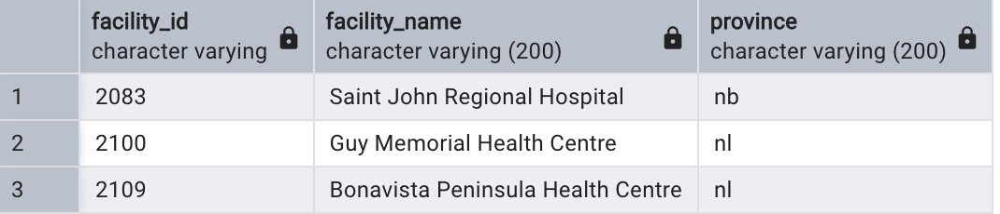 facility_id facility_name province
character varying character varying (200) character varying (200)
1 2083 Saint John Regional Hospital nb
2 2100 Guy Memorial Health Centre nl
3 2109 Bonavista Peninsula Health Centre nl